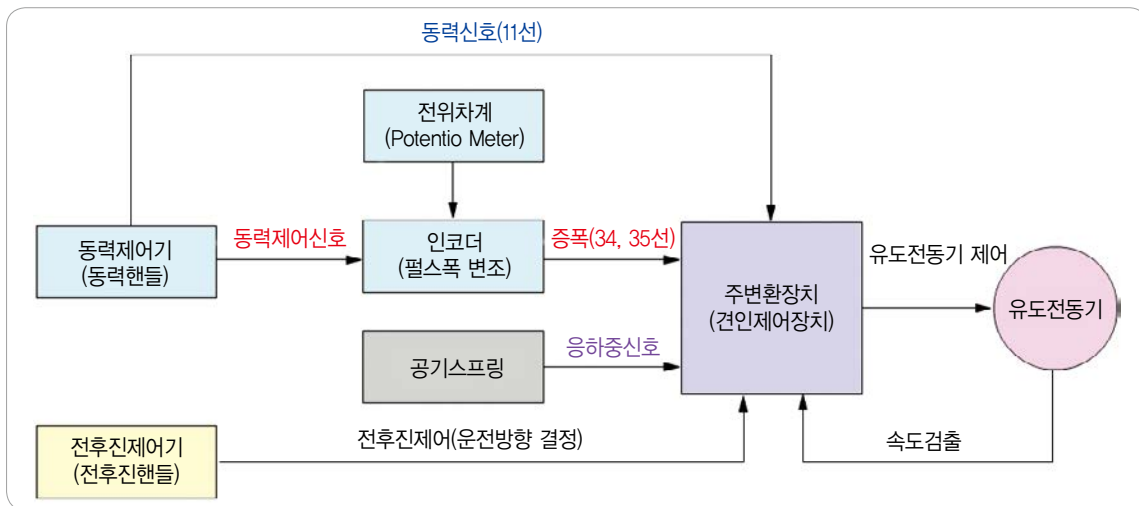 동력신호(11선)
전위차계
(Potentio Meter)
동력제어기
(동력핸들)
동력제어신호
인코더
(펄스폭 변조)
증폭(34, 35선)
주변환장치
(견인제어장치)
유도전동기 제어
유도전동기
공기스프링
응하중신호
전후진제어기
(전후진핸들)
전후진제어(운전방향 결정)
속도검출